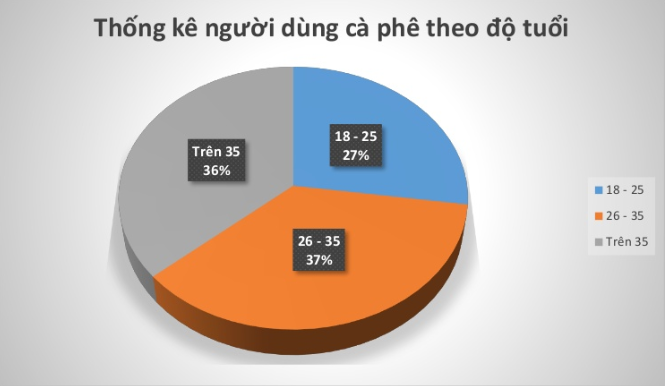 Thống kê người dùng cà phê theo độ tuổi
18 - 25
27%
Trên 35
36%
26 - 35
37%
18 - 25
26 - 35
Trên 35